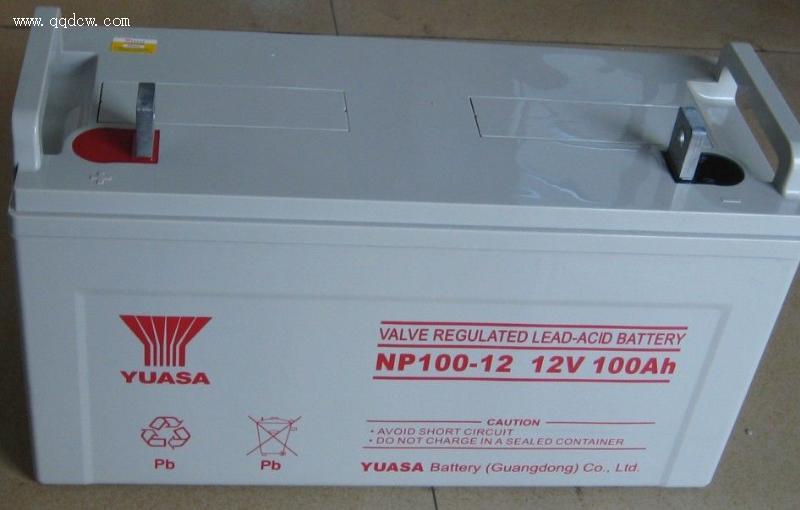 www.qqdcw.com
+
−
YUASA
VALVE REGULATED LEAD-ACID BATTERY
NP100-12 12V 100Ah
CAUTION
• AVOID SHORT CIRCUIT
• DO NOT CHARGE IN A SEALED CONTAINER
Pb
Pb
YUASA Battery (Guangdong) Co., Ltd.